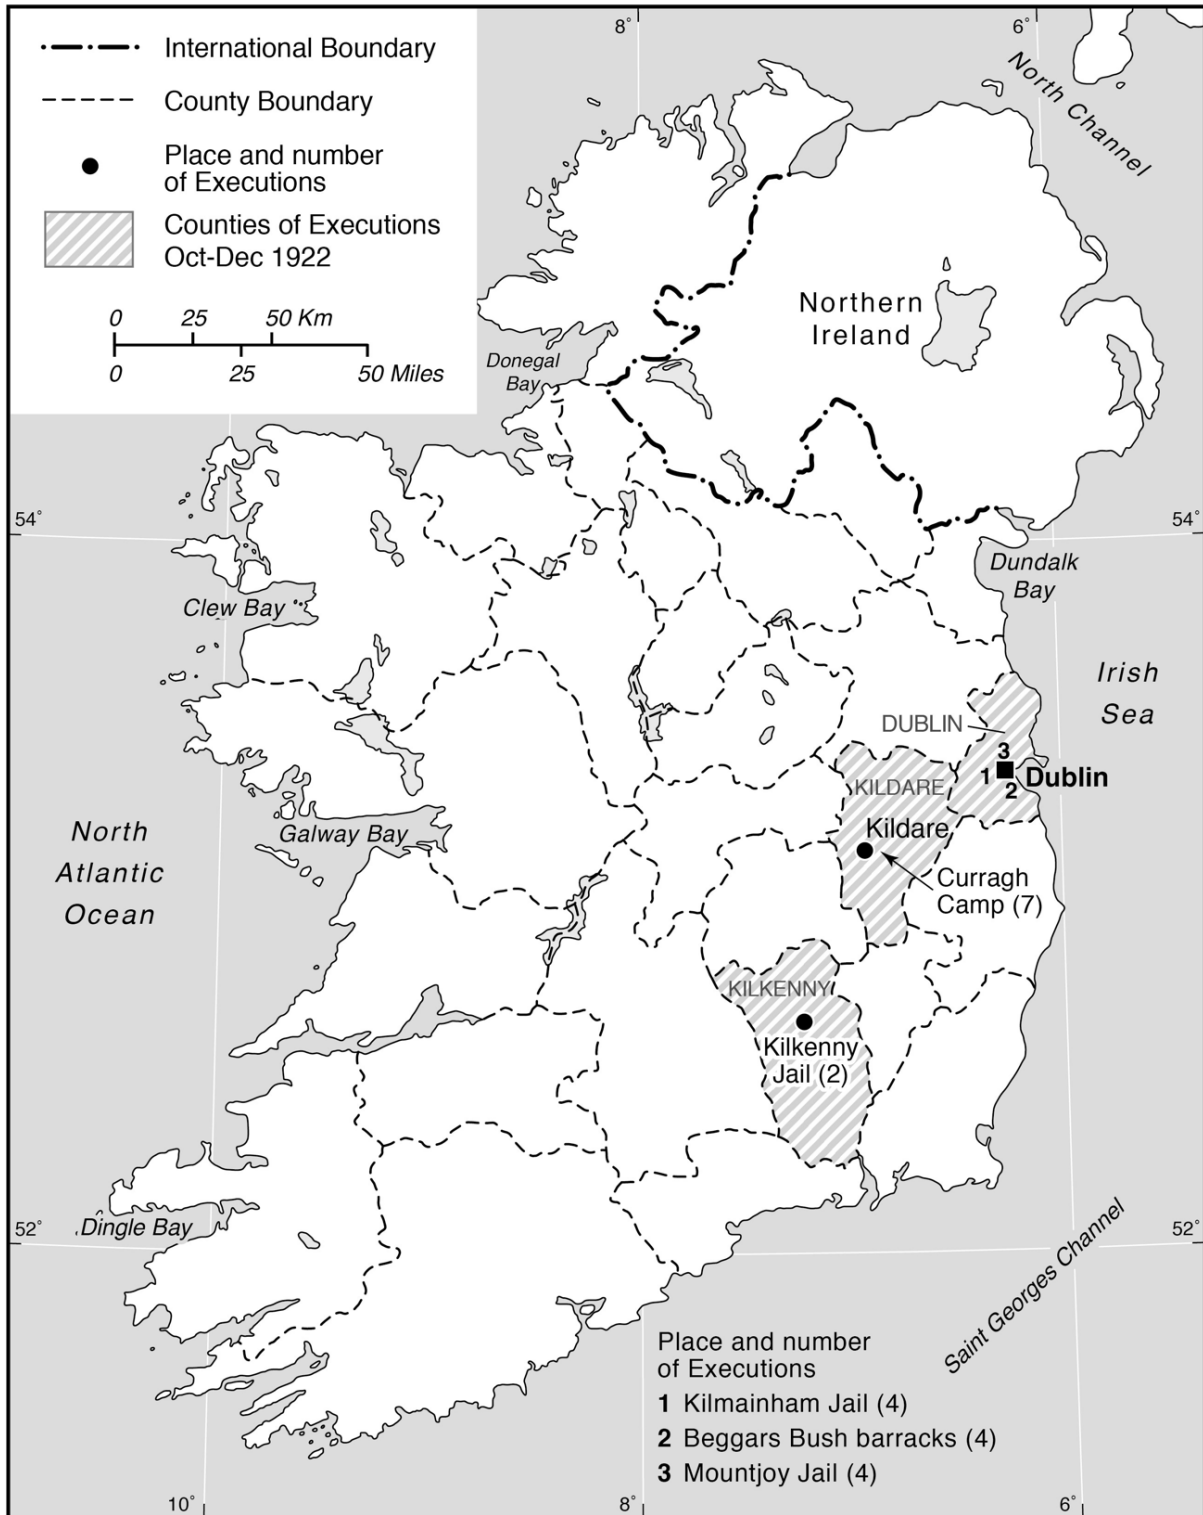 International Boundary
County Boundary
Place and number
of Executions
Counties of Executions
Oct-Dec 1922
0 25 50 Km
0 25 50 Miles
8°
6°
North Channel
Northern
Ireland
Donegal
Bay
54°
54°
Dundalk
Bay
Clew Bay
Irish
Sea
DUBLIN
3
1
2
Dublin
KILDARE
Kildare
Curragh
Camp (7)
North
Atlantic
Ocean
Galway Bay
KILKENNY
Kilkenny
Jail (2)
Dingle Bay
52°
52°
Saint Georges Channel
Place and number
of Executions
1 Kilmainham Jail (4)
2 Beggars Bush barracks (4)
3 Mountjoy Jail (4)
10°
8°
6°